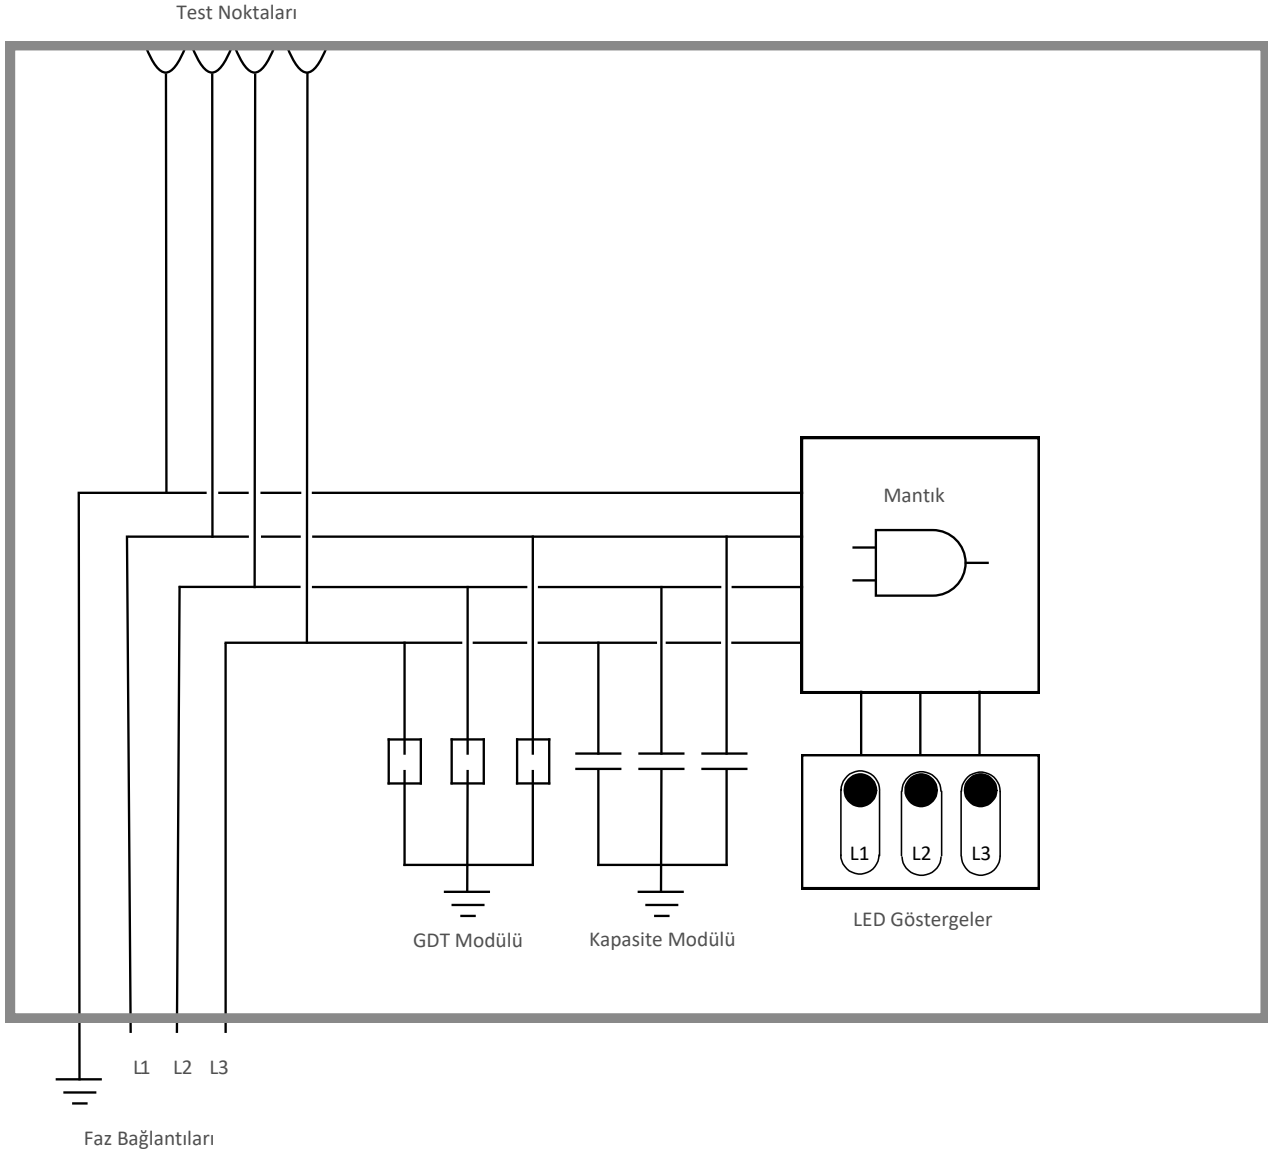 Test Noktaları
Mantık
L1 L2 L3
LED Göstergeler
GDT Modülü
Kapasite Modülü
L1 L2 L3
Faz Bağlantıları